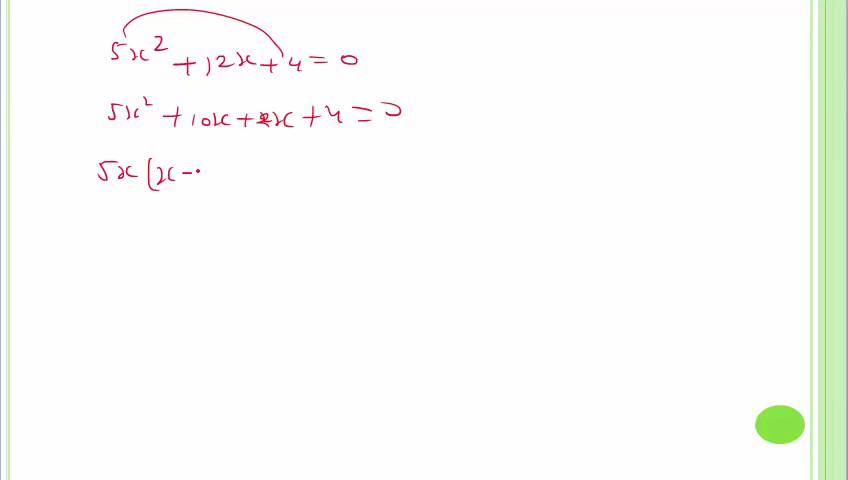 5x² + 12x + 4 = 0
5x² + 10x + 2x + 4 = 0
5x(x -